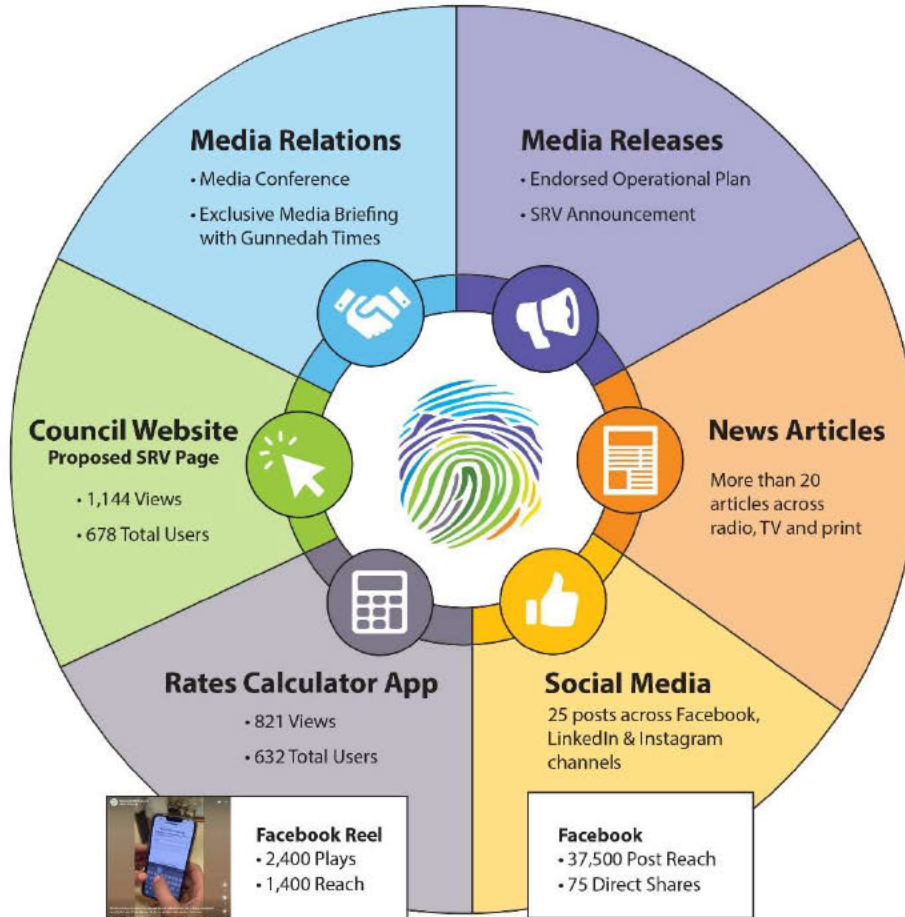 Media Relations
• Media Conference
• Exclusive Media Briefing
with Gunnedah Times
Media Releases
• Endorsed Operational Plan
• SRV Announcement
Council Website
Proposed SRV Page
• 1,144 Views
• 678 Total Users
News Articles
More than 20
articles across
radio, TV and print
Rates Calculator App
• 821 Views
• 632 Total Users
Social Media
25 posts across Facebook,
LinkedIn & Instagram
channels
Facebook Reel
• 2,400 Plays
• 1,400 Reach
Facebook
• 37,500 Post Reach
• 75 Direct Shares